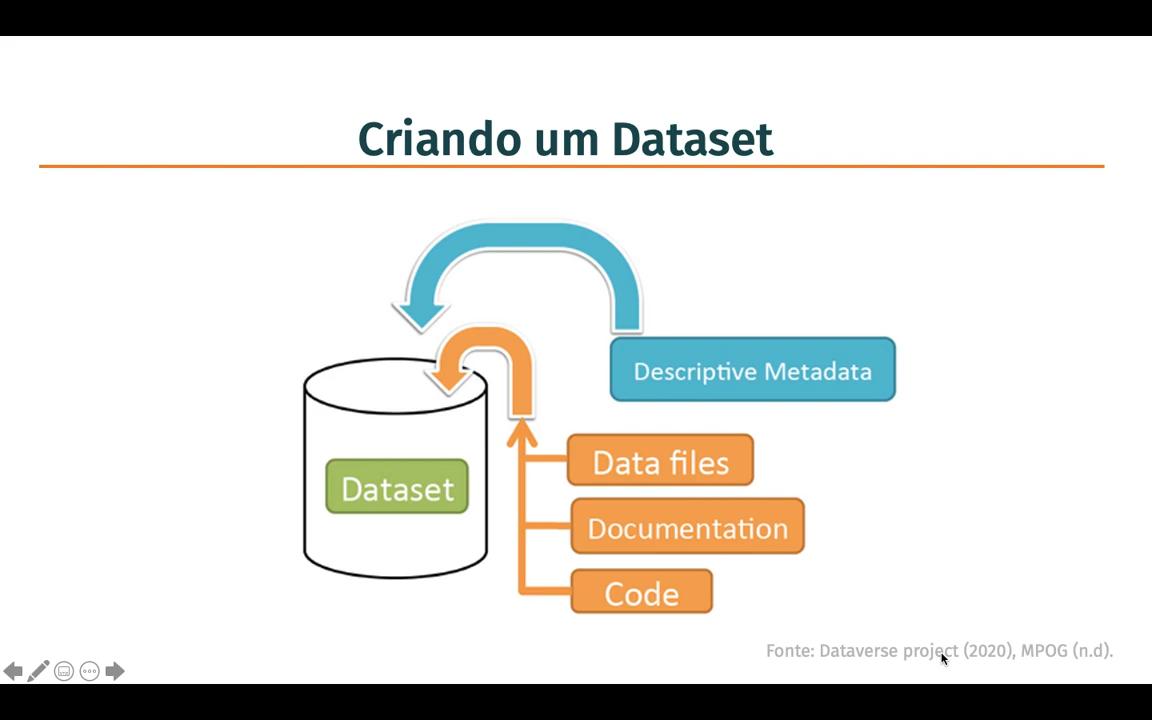 Criando um Dataset
Descriptive Metadata
Data files
Dataset
Documentation
Code
Fonte: Dataverse project (2020), MPOG (n.d).